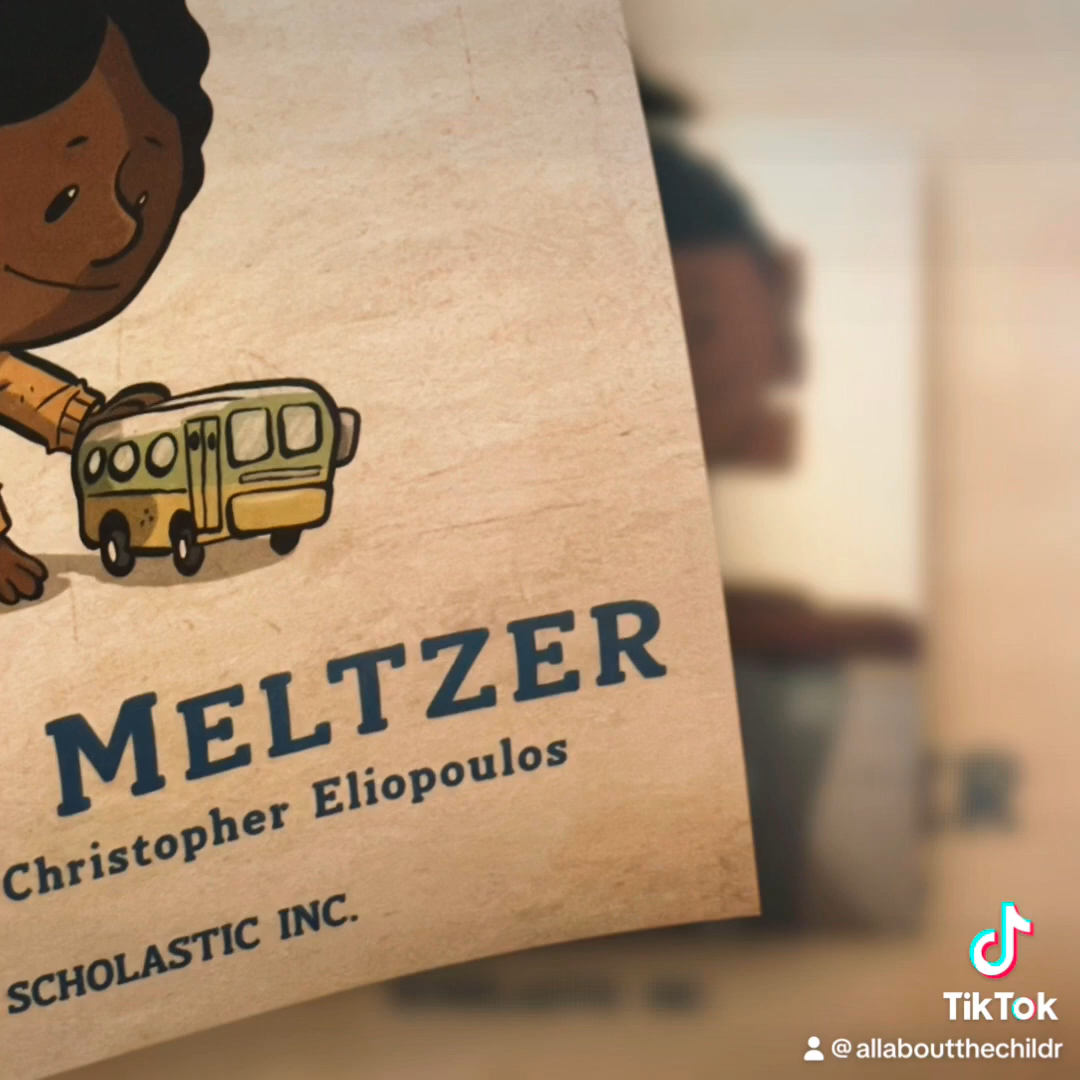 MELTZER
Christopher Eliopoulos
SCHOLASTIC INC.
TikTok
@allaboutthechildr